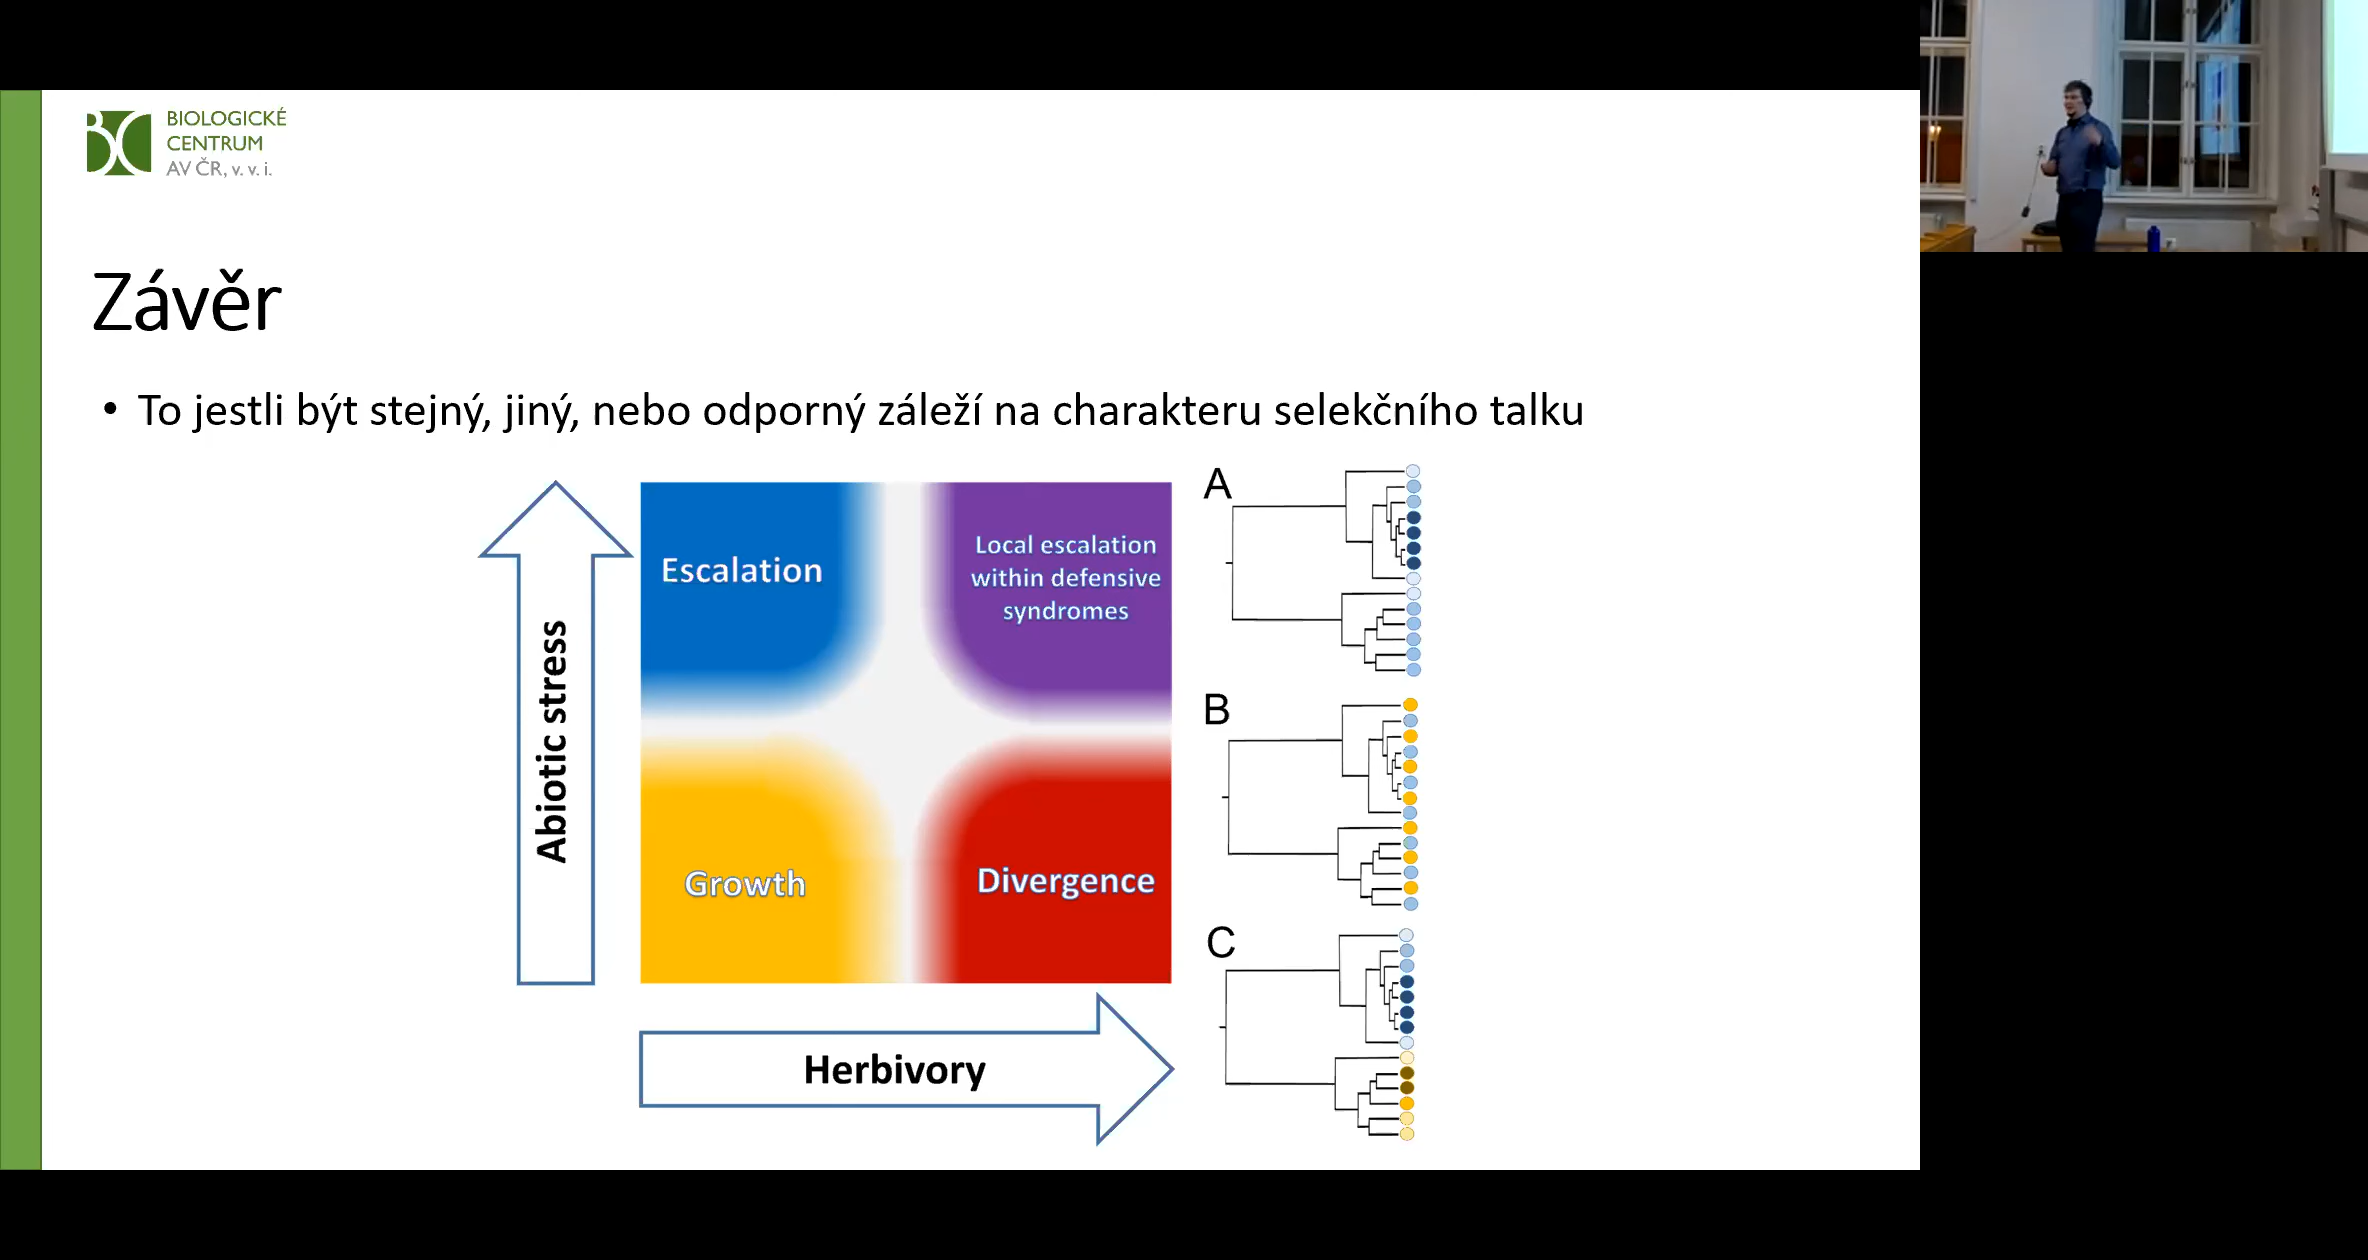 BIOLOGICKÉ
CENTRUM
AV ČR, v. v. i.
Závěr
• To jestli být stejný, jiný, nebo odporný záleží na charakteru selekčního talku
Abiotic stress
Escalation
Local escalation
within defensive
syndromes
Growth
Divergence
Herbivory
A
B
C